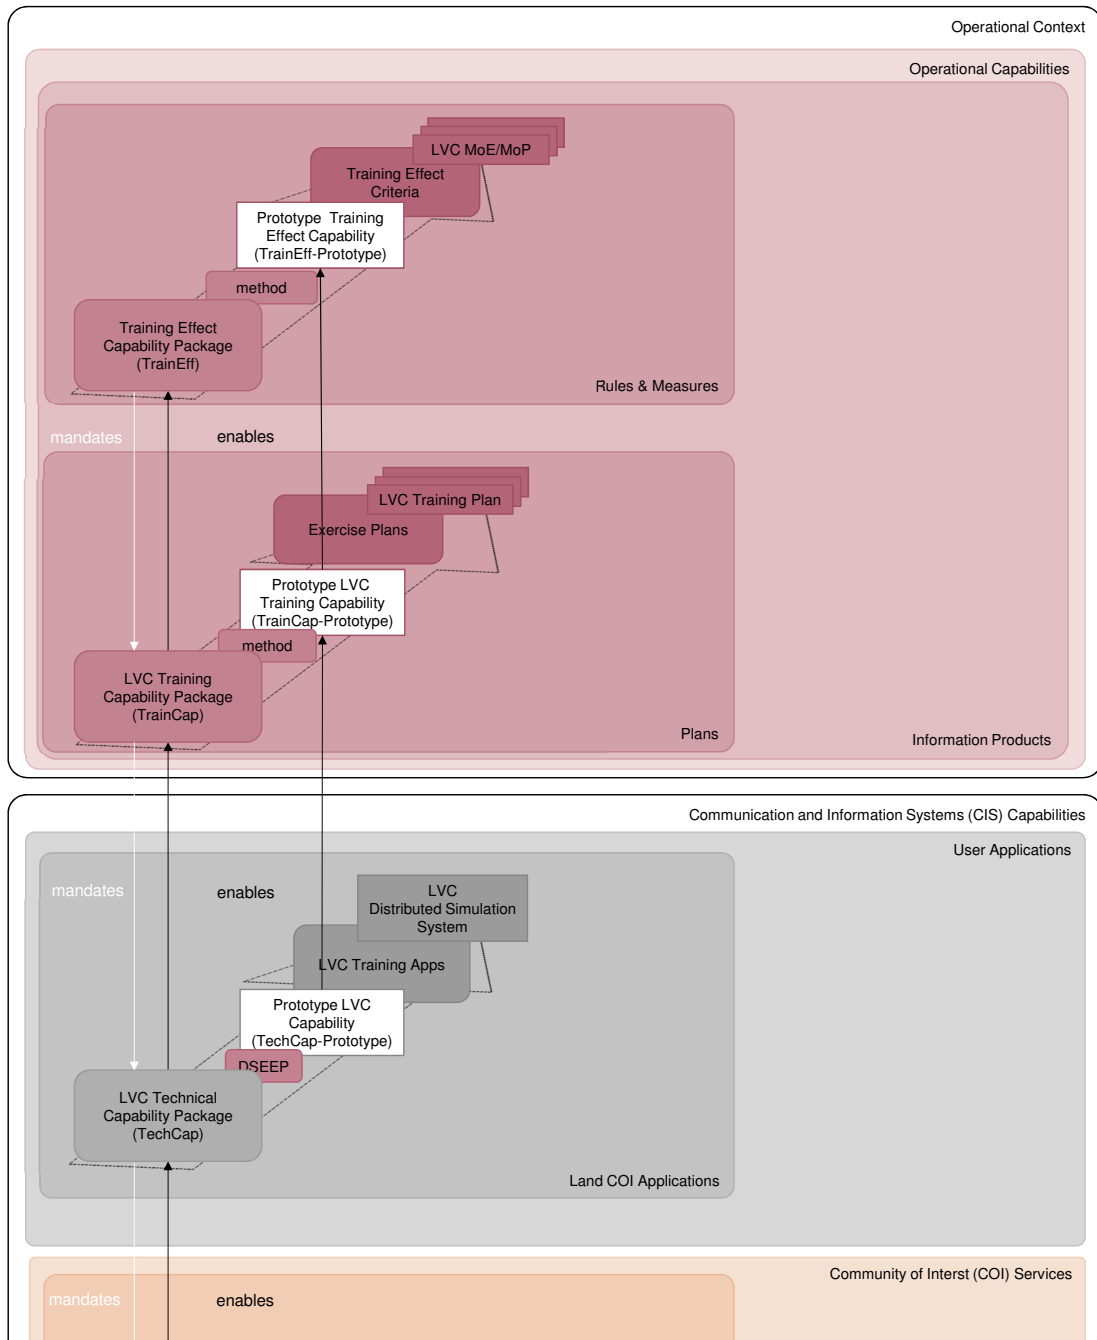 Operational Context
Operational Capabilities
LVC MoE/MoP
Training Effect
Criteria
Prototype Training
Effect Capability
(TrainEff-Prototype)
method
Training Effect
Capability Package
(TrainEff)
Rules & Measures
mandates
enables
LVC Training Plan
Exercise Plans
Prototype LVC
Training Capability
(TrainCap-Prototype)
method
LVC Training
Capability Package
(TrainCap)
Plans
Information Products
Communication and Information Systems (CIS) Capabilities
User Applications
mandates
enables
LVC
Distributed Simulation
System
LVC Training Apps
Prototype LVC
Capability
(TechCap-Prototype)
DSEEP
LVC Technical
Capability Package
(TechCap)
Land COI Applications
Community of Interst (COI) Services
mandates
enables